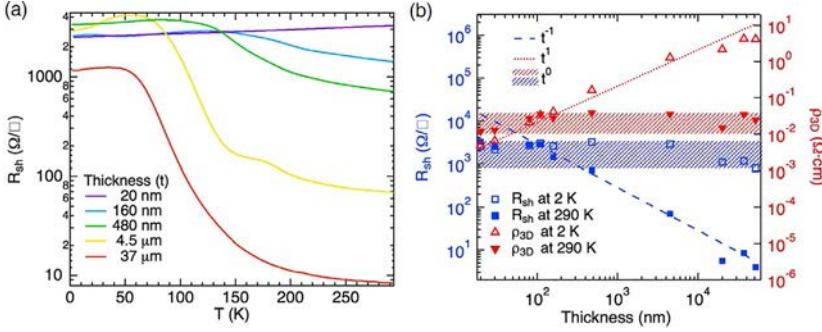 (a)
R_sh (Ω/□)
4
2
1000
8
6
4
2
100
8
6
4
2
10
8
Thickness (t)
20 nm
160 nm
480 nm
4.5 µm
37 µm
0
50
100
150
200
250
T (K)
(b)
R_sh (Ω/□)
10^6
10^5
10^4
10^3
10^2
10^1
t^-1
t^1
t^0
R_sh at 2 K
R_sh at 290 K
ρ_3D at 2 K
ρ_3D at 290 K
10^2
10^3
10^4
Thickness (nm)
10^1
10^0
10^-1
10^-2
10^-3
10^-4
10^-5
10^-6
ρ_3D (Ω-cm)